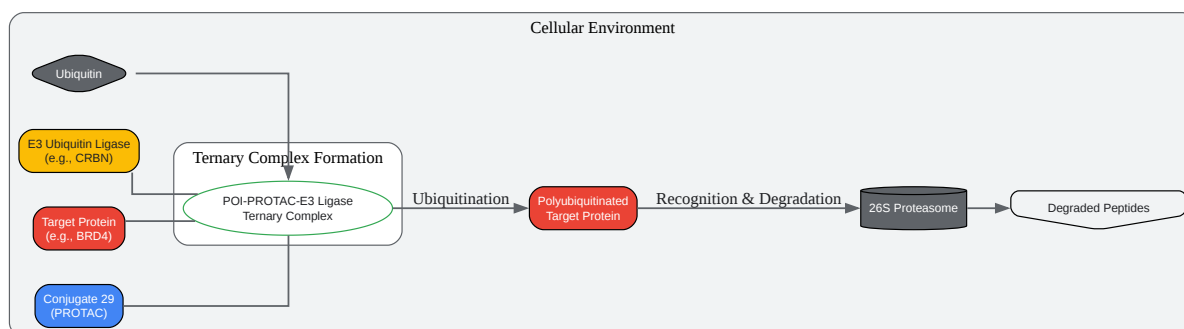 Cellular Environment
Ubiquitin
E3 Ubiquitin Ligase
(e.g., CRBN)
Ternary Complex Formation
POI-PROTAC-E3 Ligase
Ternary Complex
Ubiquitination
Polyubiquitinated
Target Protein
Recognition & Degradation
26S Proteasome
Degraded Peptides
Target Protein
(e.g., BRD4)
Conjugate 29
(PROTAC)